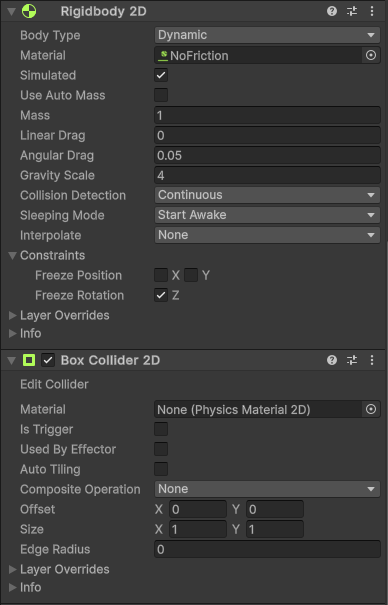 Rigidbody 2D
Body Type Dynamic
Material NoFriction
Simulated
Use Auto Mass
Mass 1
Linear Drag 0
Angular Drag 0.05
Gravity Scale 4
Collision Detection Continuous
Sleeping Mode Start Awake
Interpolate None
Constraints
Freeze Position X Y
Freeze Rotation Z
Layer Overrides
Info
Box Collider 2D
Edit Collider
Material None (Physics Material 2D)
Is Trigger
Used By Effector
Auto Tiling
Composite Operation None
Offset X 0 Y 0
Size X 1 Y 1
Edge Radius 0
Layer Overrides
Info